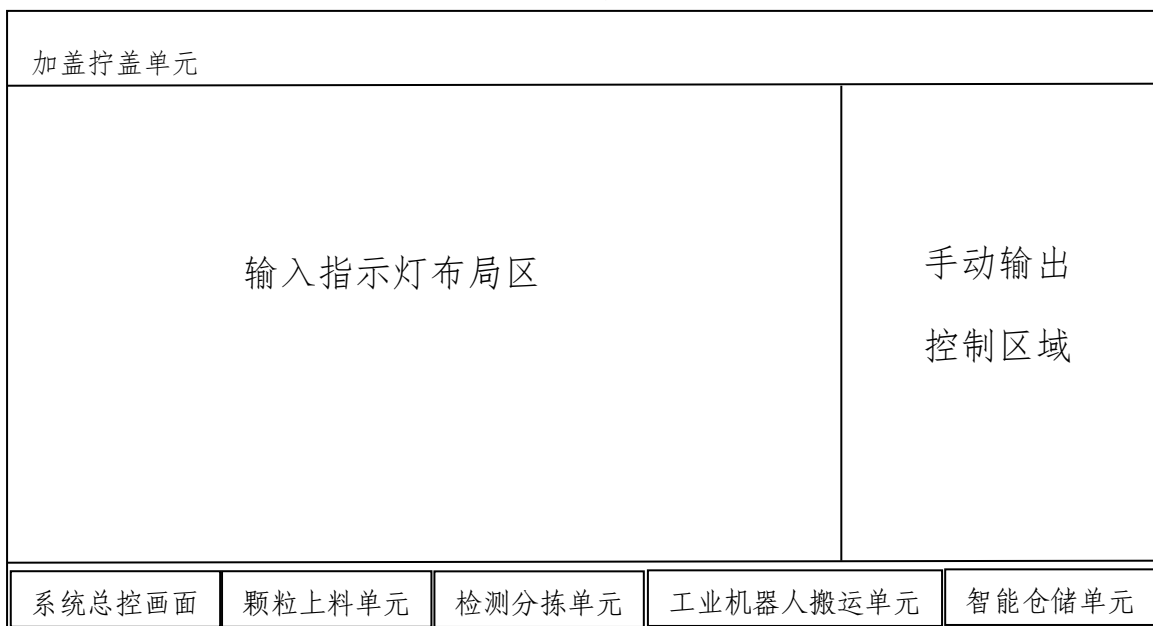 加盖拧盖单元
输入指示灯布局区
手动输出
控制区域
系统总控画面
颗粒上料单元
检测分拣单元
工业机器人搬运单元
智能仓储单元